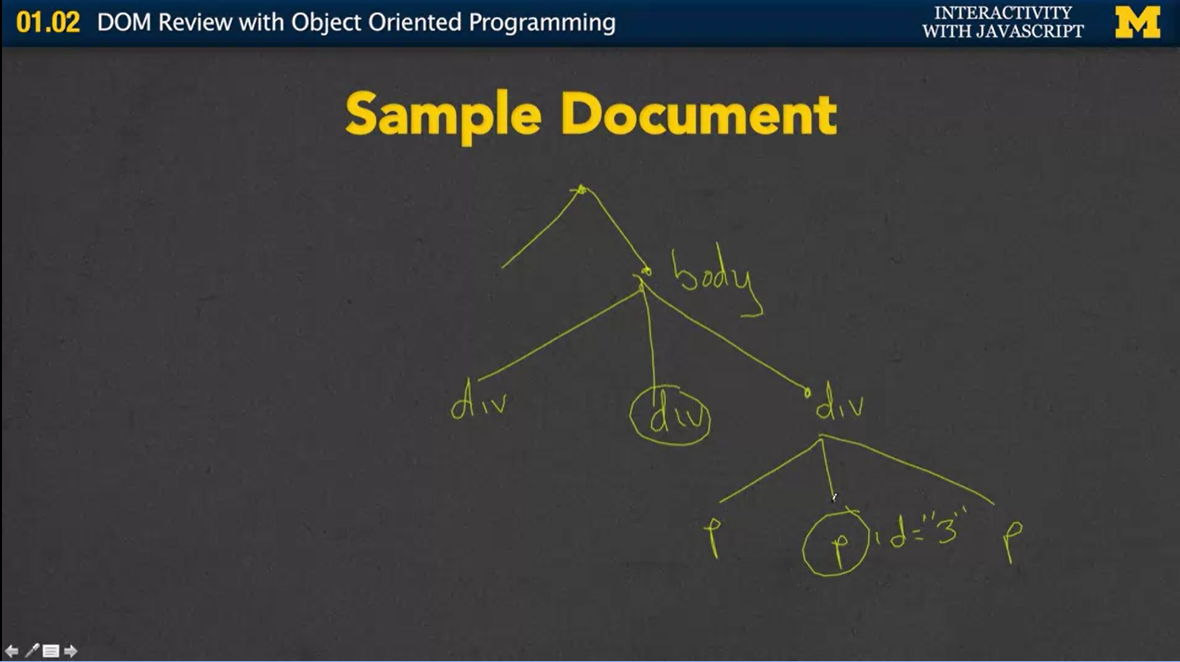 01.02 DOM Review with Object Oriented Programming
INTERACTIVITY
WITH JAVASCRIPT
M
Sample Document
body
div div div
p p id="3" p